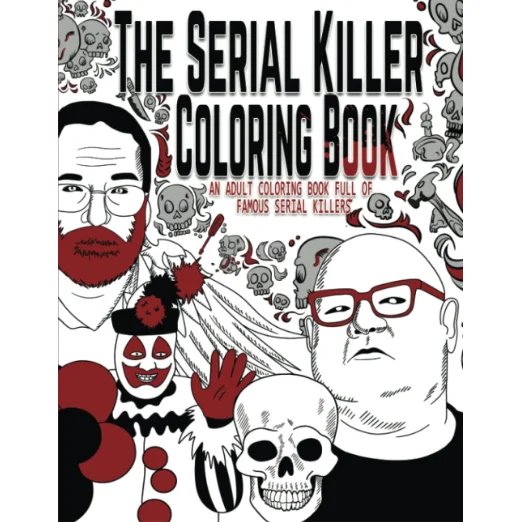 THE SERIAL KILLER
COLORING BOOK
AN ADULT COLORING BOOK FULL OF
FAMOUS SERIAL KILLERS